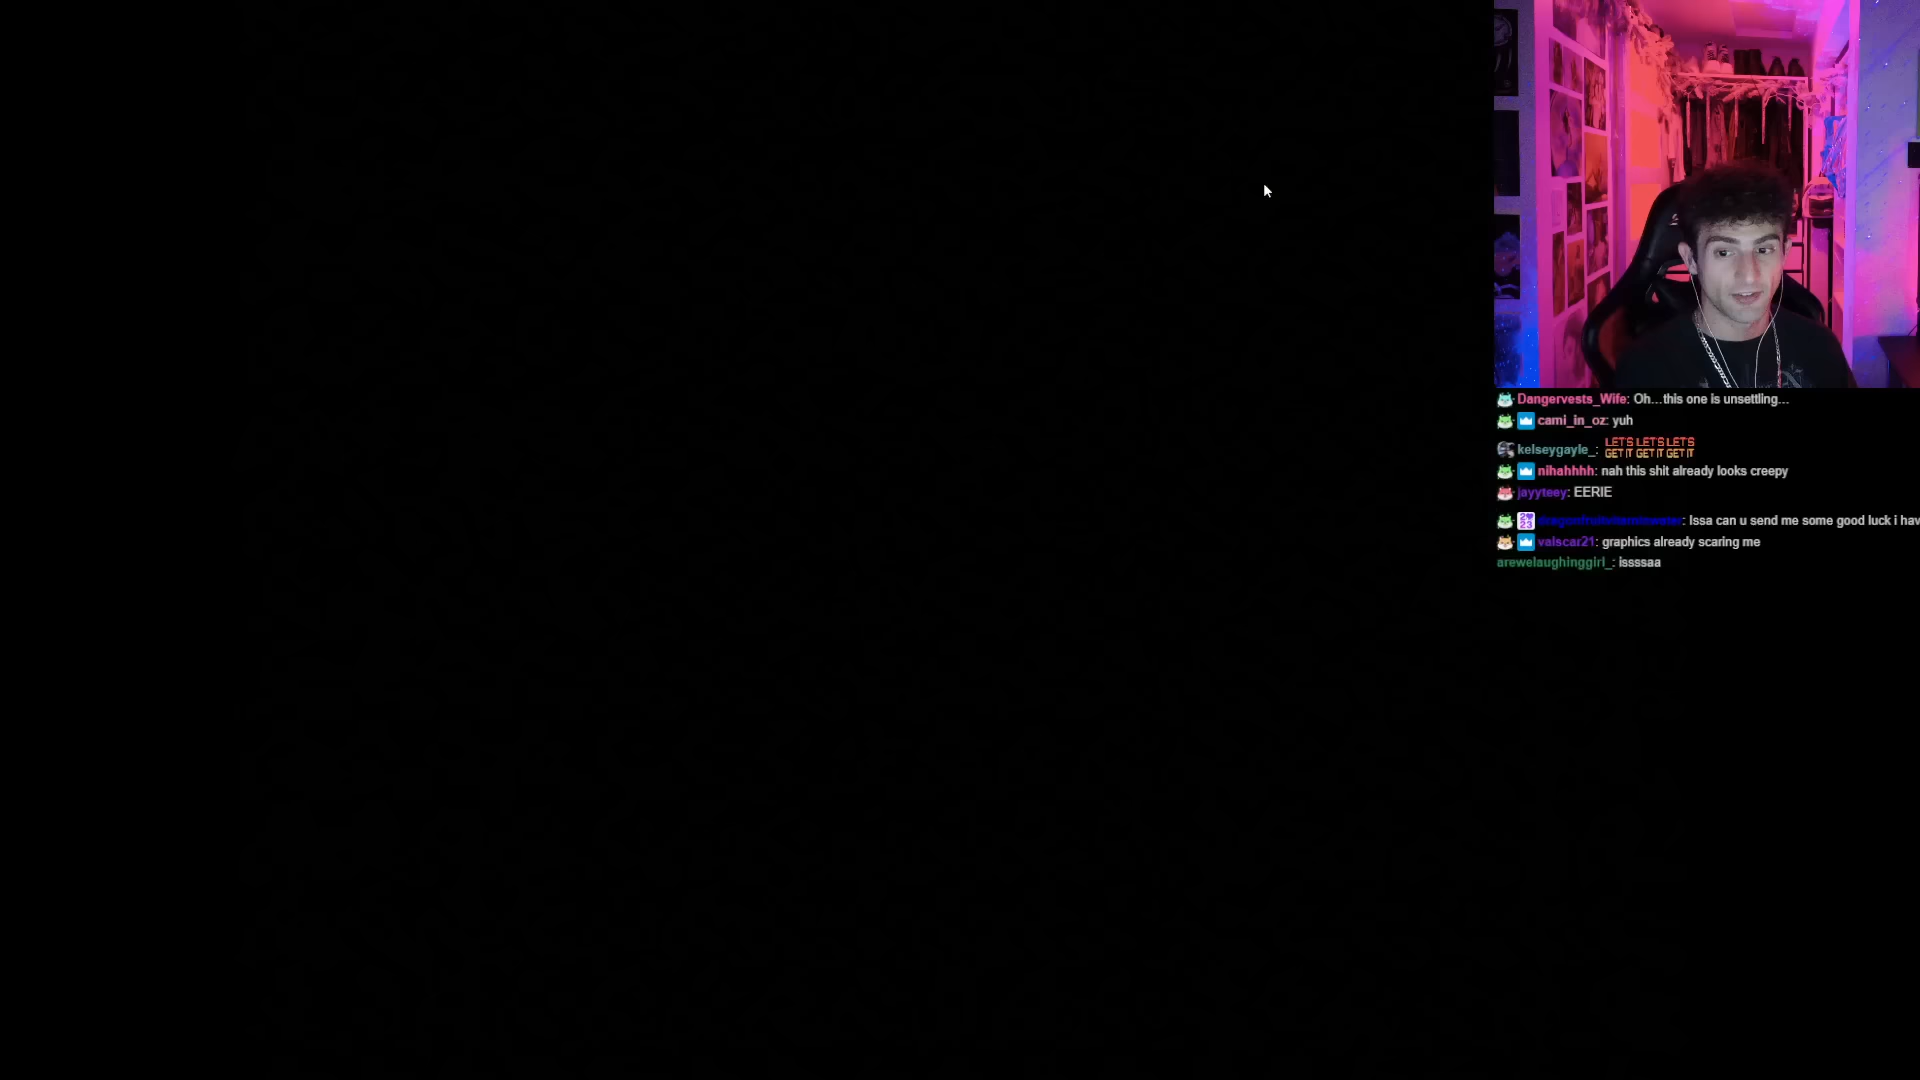 Dangervests_Wife: Oh...this one is unsettling...
cami_in_oz: yuh
kelseygayle_: LETS GET IT LETS GET IT LETS GET IT
nihahhhh: nah this shit already looks creepy
jayyteey: EERIE
: Issa can u send me some good luck i hav
valscar21: graphics already scaring me
arewelaughinggirl_: issssaa